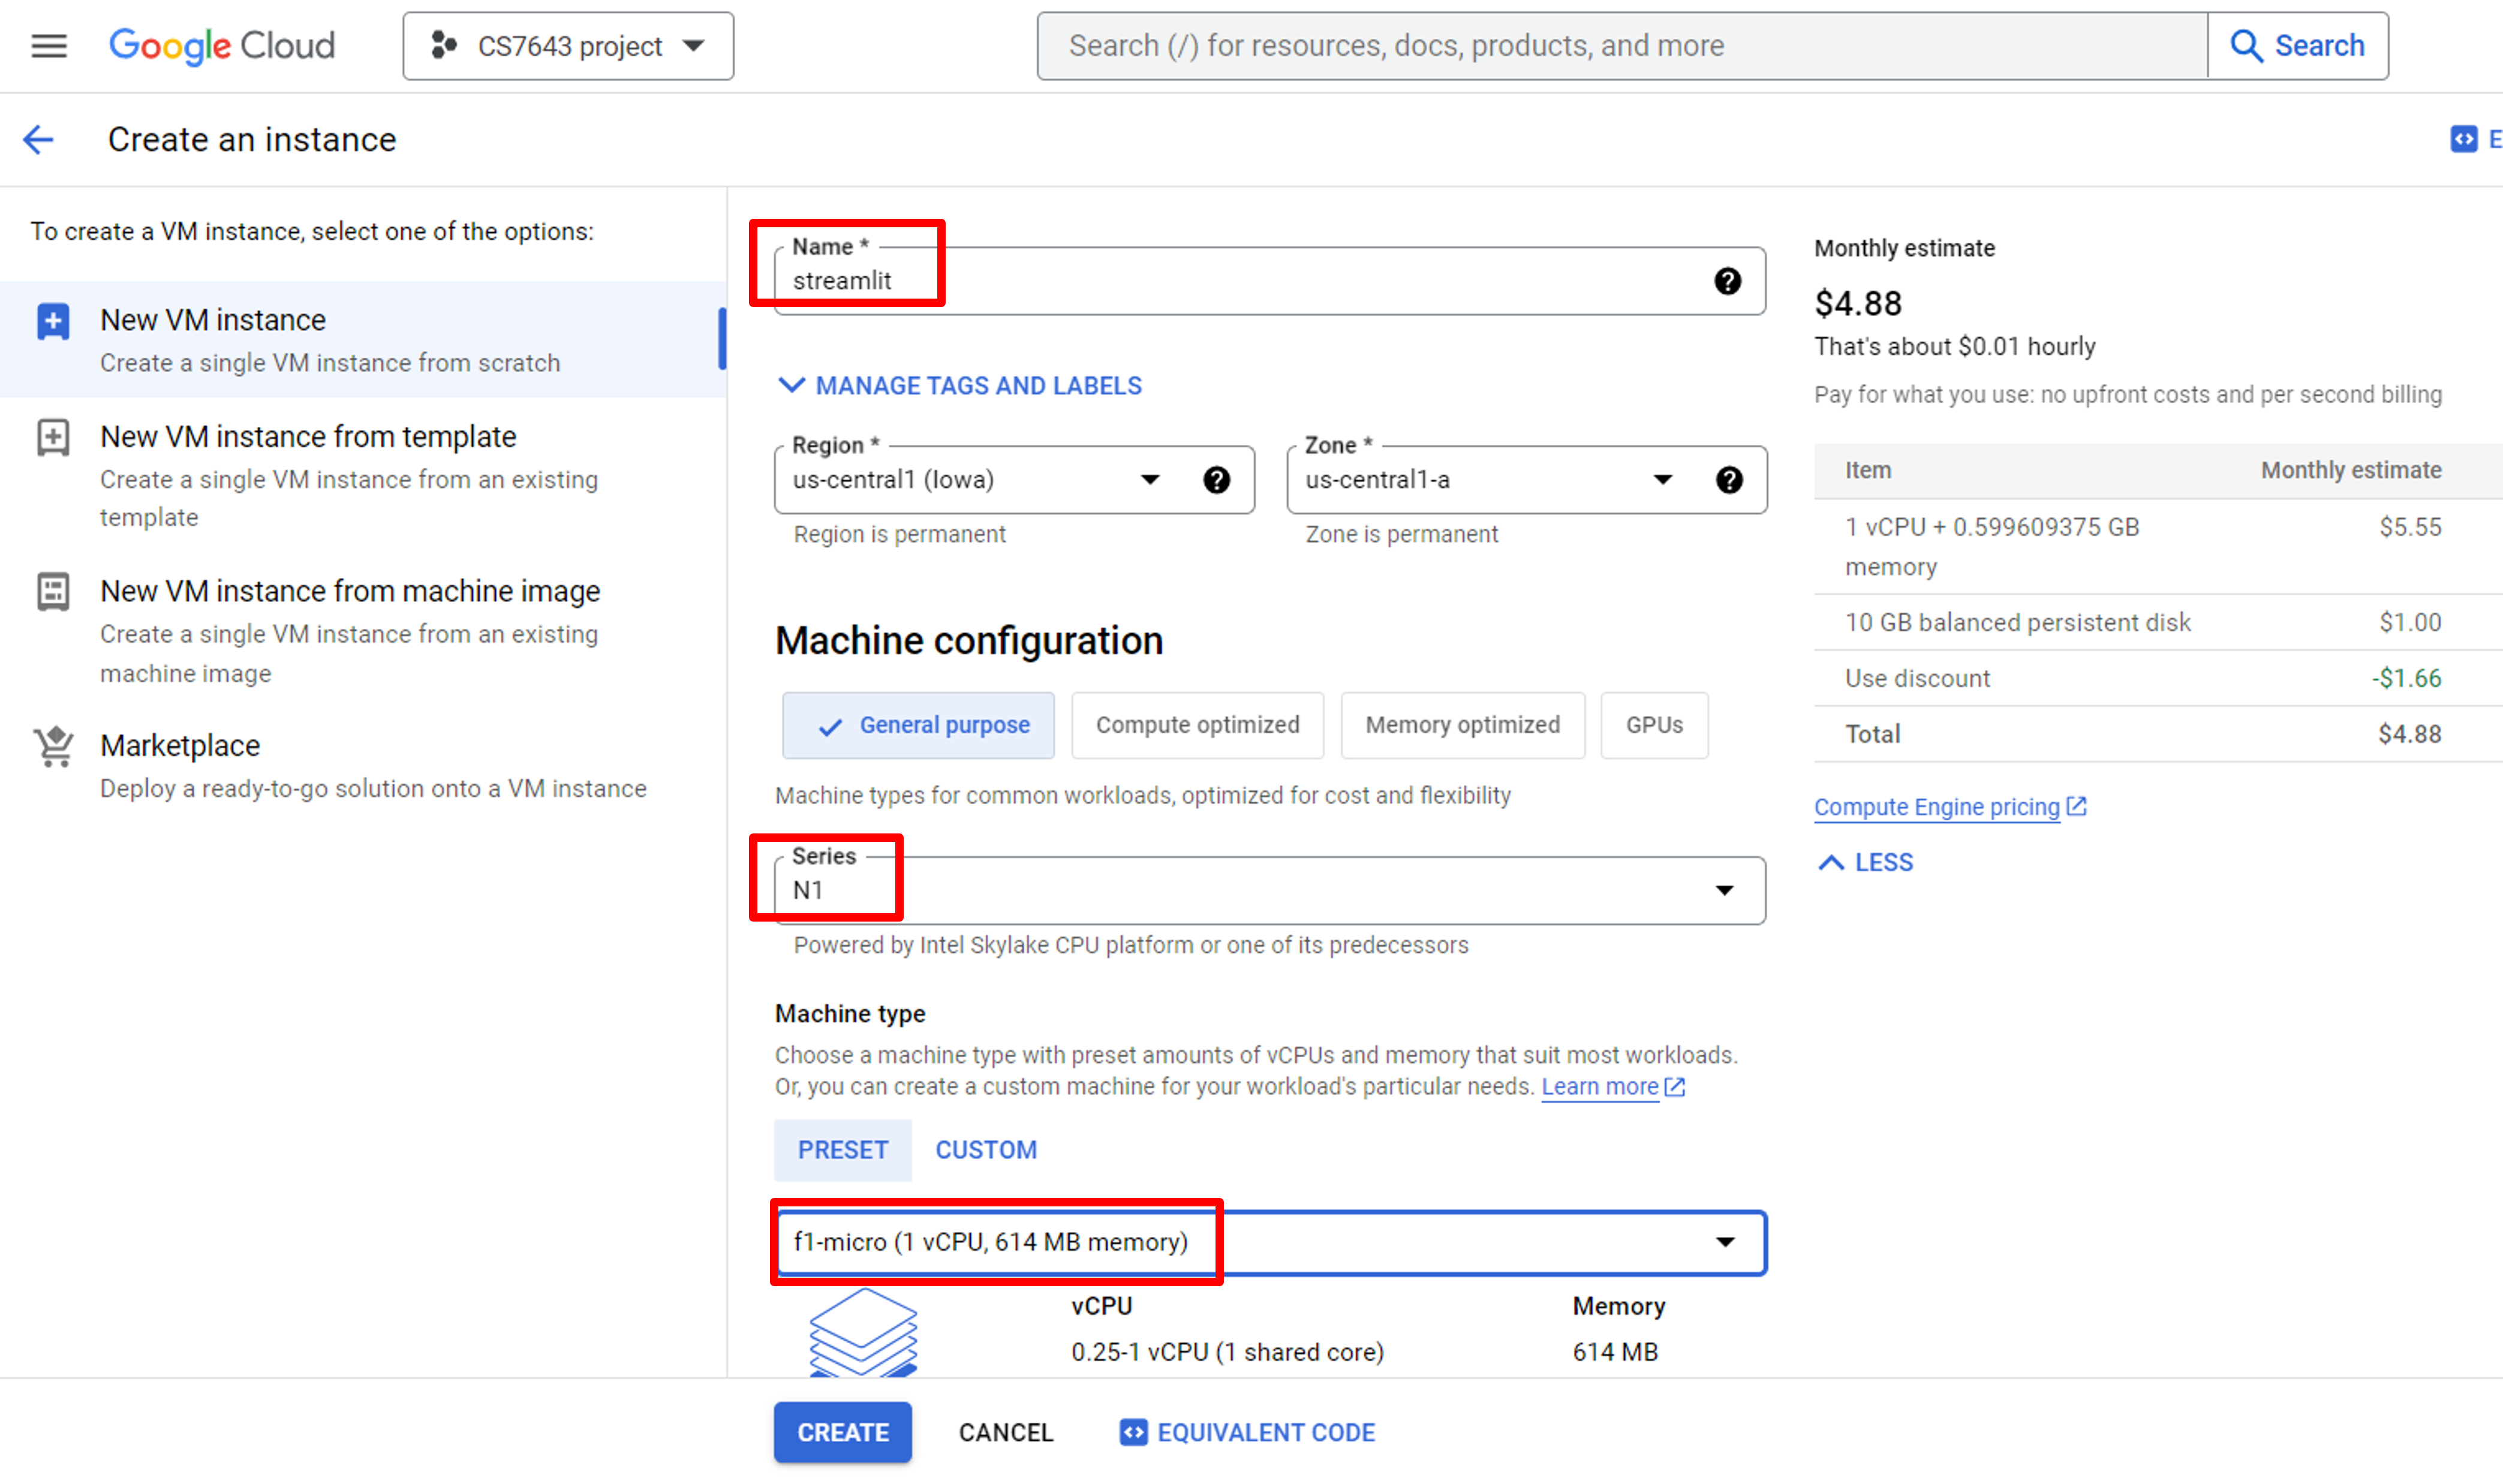 Google Cloud
CS7643 project
Search (/) for resources, docs, products, and more
Search
Create an instance
E
To create a VM instance, select one of the options:
New VM instance
Create a single VM instance from scratch
New VM instance from template
Create a single VM instance from an existing
template
New VM instance from machine image
Create a single VM instance from an existing
machine image
Marketplace
Deploy a ready-to-go solution onto a VM instance
Name *
streamlit
MANAGE TAGS AND LABELS
Region *
us-central1 (Iowa)
Region is permanent
Zone *
us-central1-a
Zone is permanent
Machine configuration
General purpose
Compute optimized
Memory optimized
GPUs
Machine types for common workloads, optimized for cost and flexibility
Series
N1
Powered by Intel Skylake CPU platform or one of its predecessors
Machine type
Choose a machine type with preset amounts of vCPUs and memory that suit most workloads.
Or, you can create a custom machine for your workload's particular needs. Learn more
PRESET
CUSTOM
f1-micro (1 vCPU, 614 MB memory)
vCPU
Memory
0.25-1 vCPU (1 shared core)
614 MB
CREATE
CANCEL
EQUIVALENT CODE
Monthly estimate
$4.88
That's about $0.01 hourly
Pay for what you use: no upfront costs and per second billing
Item Monthly estimate
1 vCPU + 0.599609375 GB $5.55
memory
10 GB balanced persistent disk $1.00
Use discount -$1.66
Total $4.88
Compute Engine pricing
LESS